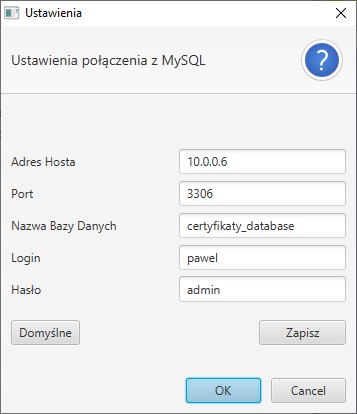 Ustawienia
Ustawienia połączenia z MySQL
?
Adres Hosta 10.0.0.6
Port 3306
Nazwa Bazy Danych certyfikaty_database
Login pawel
Hasło admin
Domyślne Zapisz
OK Cancel